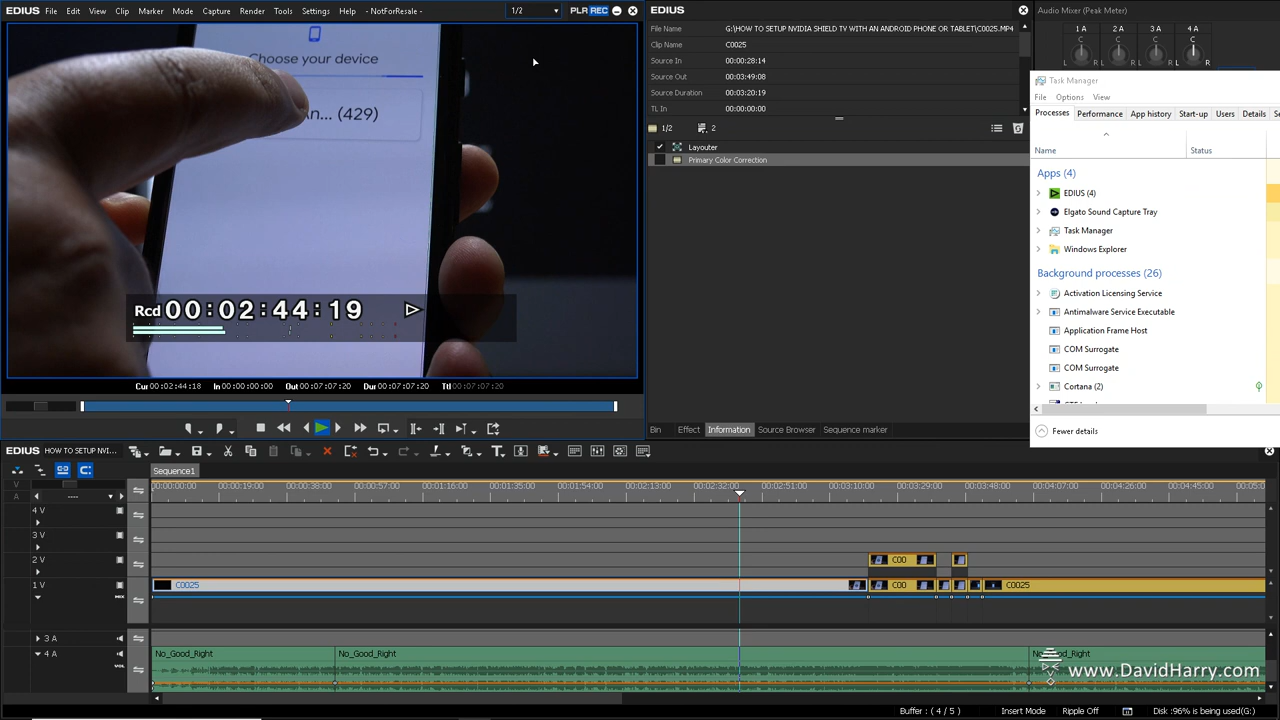 EDIUS File Edit View Clip Marker Mode Capture Render Tools Settings Help - NotForResale - 1/2 PLR REC
Choose your device
An... (429)
Rcd 00:02:44:19
Cur 00:02:44:18 In 00:00:00:00 Out 00:07:07:20 Dur 00:07:07:20 Ttl 00:07:07:20
EDIUS
File Name G:\HOW TO SETUP NVIDIA SHIELD TV WITH AN ANDROID PHONE OR TABLET\C0025.MP4
Clip Name C0025
Source In 00:00:28:14
Source Out 00:03:49:08
Source Duration 00:03:20:19
TL In 00:00:00:00
1/2 2
Layouter
Primary Color Correction
Bin Effect Information Source Browser Sequence marker
Audio Mixer (Peak Meter)
1 A 2 A 3 A 4 A
Task Manager
File Options View
Processes Performance App history Start-up Users Details Se
Name Status
Apps (4)
EDIUS (4)
Elgato Sound Capture Tray
Task Manager
Windows Explorer
Background processes (26)
Activation Licensing Service
Antimalware Service Executable
Application Frame Host
COM Surrogate
COM Surrogate
Cortana (2)
Fewer details
EDIUS HOW TO SETUP NVI...
Sequence1
00:00:00:00 00:00:19:00 00:00:38:00 00:00:57:00 00:01:16:00 00:01:35:00 00:01:54:00 00:02:13:00 00:02:32:00 00:02:51:00 00:03:10:00 00:03:29:00 00:03:48:00 00:04:07:00 00:04:26:00 00:04:45:00 00:05:0
V
A ----
4 V
3 V
2 V C00
1 V C0025 C00 C0025
MIX
3 A
4 A No_Good_Right No_Good_Right No_Good_Right
VOL
www.DavidHarry.com
Buffer : ( 4 / 5 ) Insert Mode Ripple Off Disk :96% is being used(G:)